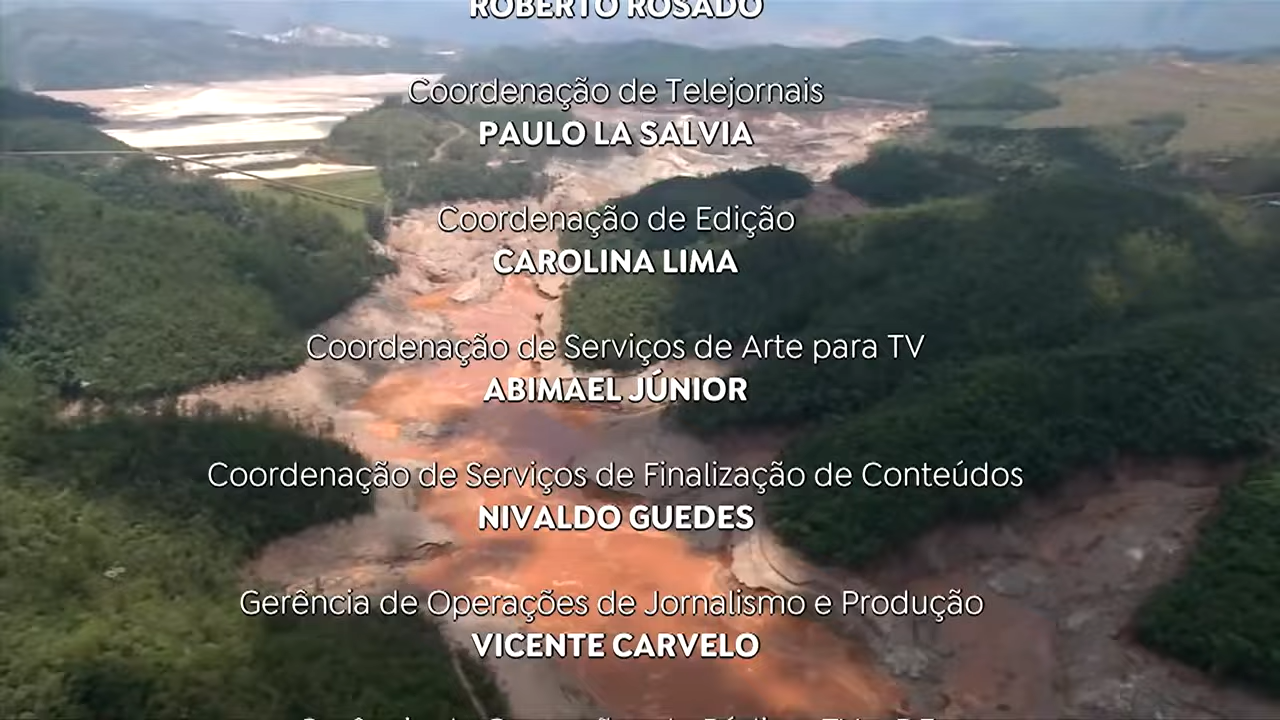 ROBERTO ROSADO
Coordenação de Telejornais
PAULO LA SALVIA
Coordenação de Edição
CAROLINA LIMA
Coordenação de Serviços de Arte para TV
ABIMAEL JÚNIOR
Coordenação de Serviços de Finalização de Conteúdos
NIVALDO GUEDES
Gerência de Operações de Jornalismo e Produção
VICENTE CARVELO